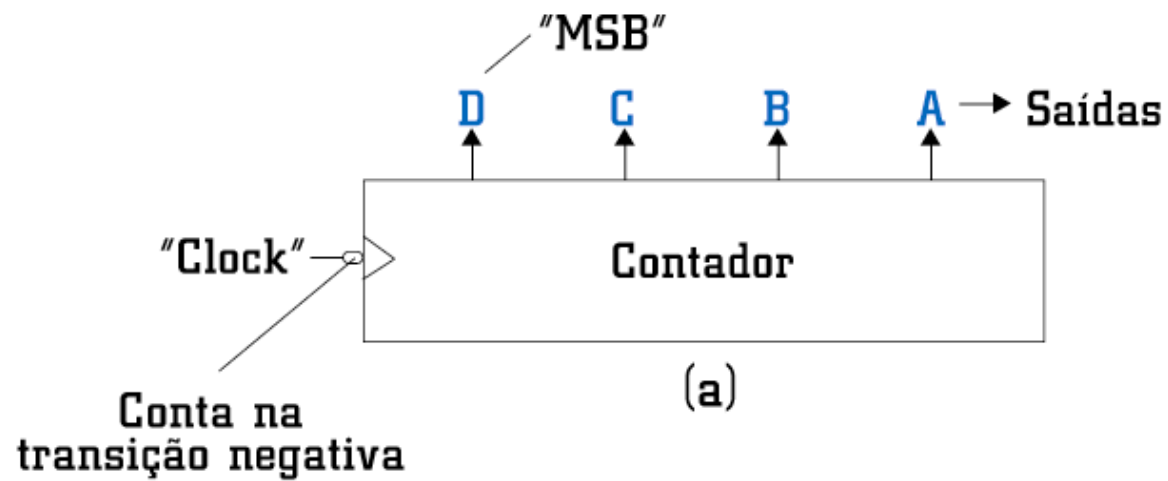 "MSB"
D C B A Saídas
"Clock"
Contador
(a)
Conta na
transição negativa